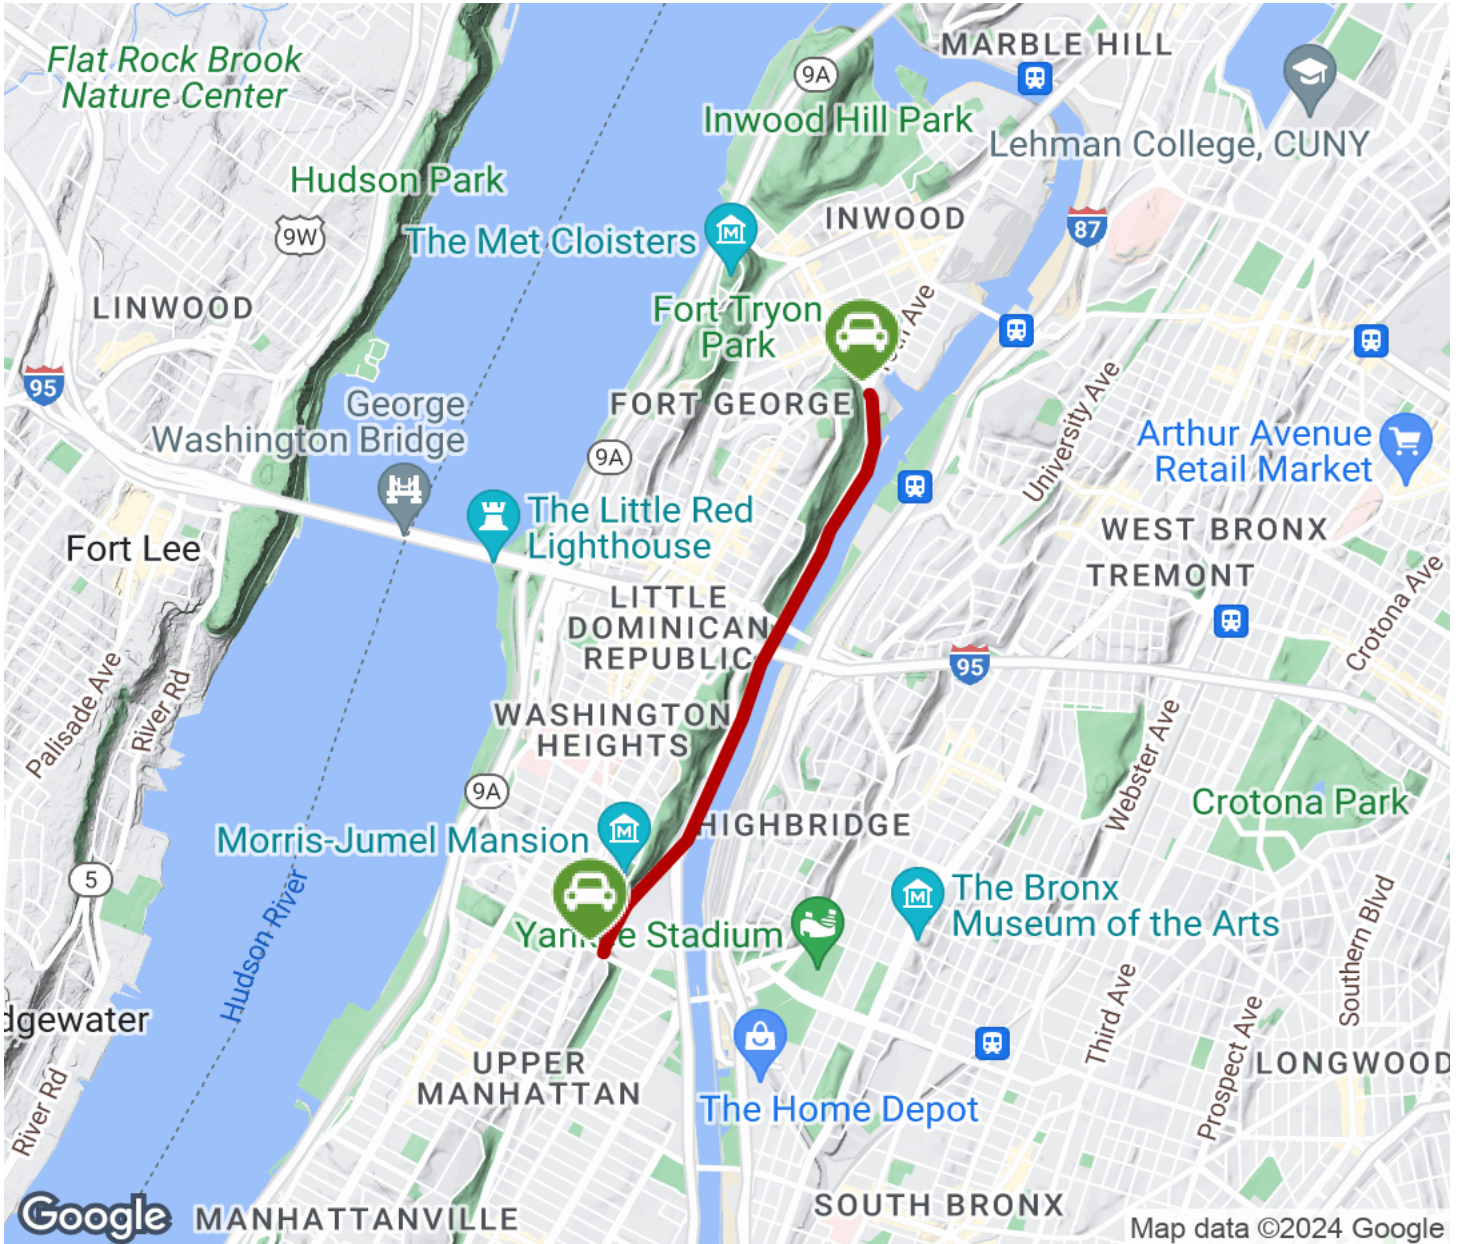 Flat Rock Brook
Nature Center
MARBLE HILL
9A
Inwood Hill Park
Lehman College, CUNY
Hudson Park
9W
INWOOD
87
The Met Cloisters
LINWOOD
Fort Tryon
Park
95
FORT GEORGE
George
Washington Bridge
9A
University Ave
Arthur Avenue
Retail Market
The Little Red
Lighthouse
Fort Lee
WEST BRONX
TREMONT
Crotona Ave
LITTLE
DOMINICAN
REPUBLIC
95
Palisade Ave
River Rd
WASHINGTON
HEIGHTS
Webster Ave
9A
Crotona Park
HIGHBRIDGE
Morris-Jumel Mansion
5
The Bronx
Museum of the Arts
Stadium
Hudson River
Southern Blvd
dgewater
Third Ave
Prospect Ave
UPPER
MANHATTAN
LONGWOOD
River Rd
The Home Depot
SOUTH BRONX
Google
MANHATTANVILLE
Map data ©2024 Google